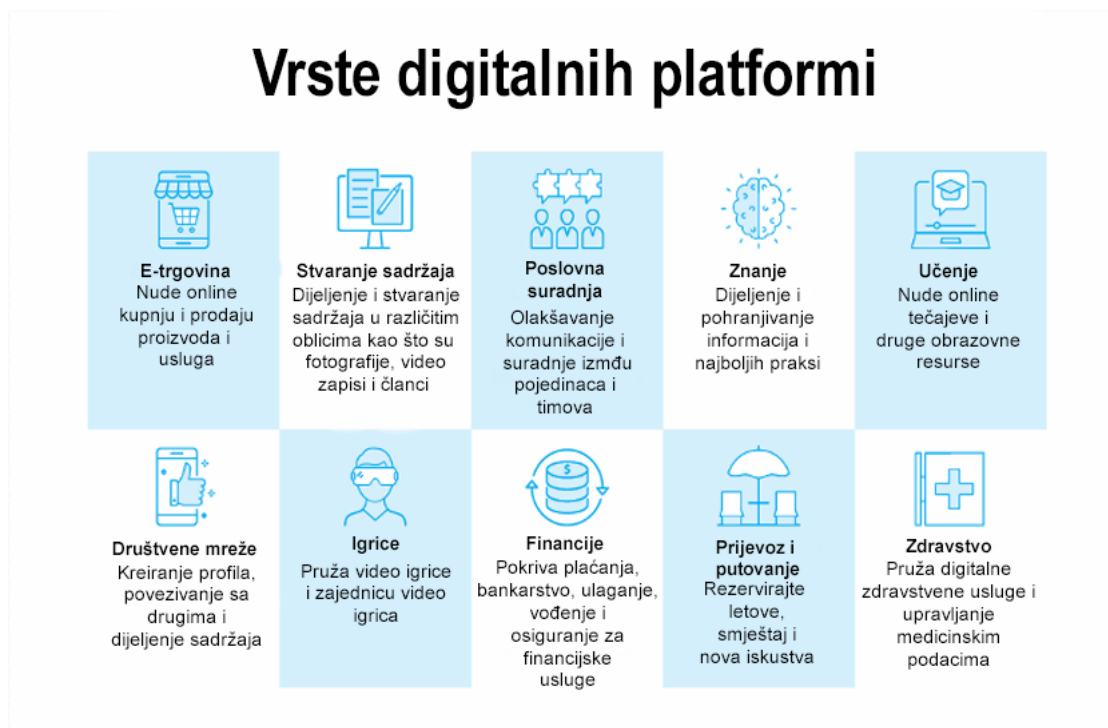 Vrste digitalnih platformi
E-trgovina
Nude online
kupnju i prodaju
proizvoda i
usluga
Stvaranje sadržaja
Dijeljenje i stvaranje
sadržaja u različitim
oblicima kao što su
fotografije, video
zapisi i članci
Poslovna
suradnja
Olakšavanje
komunikacije i
suradnje izmđu
pojedinaca i
timova
Znanje
Dijeljenje i
pohranjivanje
informacija i
najboljih praksi
Učenje
Nude online
tečajeve i
druge obrazovne
resurse
Društvene mreže
Kreiranje profila,
povezivanje sa
drugima i
dijeljenje sadržaja
Igrice
Pruža video igrice
i zajednicu video
igrica
$
Financije
Pokriva plaćanja,
bankarstvo, ulaganje,
vođenje i
osiguranje za
financijske
usluge
Prijevoz i
putovanje
Rezervirajte
letove,
smještaj i
nova iskustva
Zdravstvo
Pruža digitalne
zdravstvene usluge i
upravljanje
medicinskim
podacima